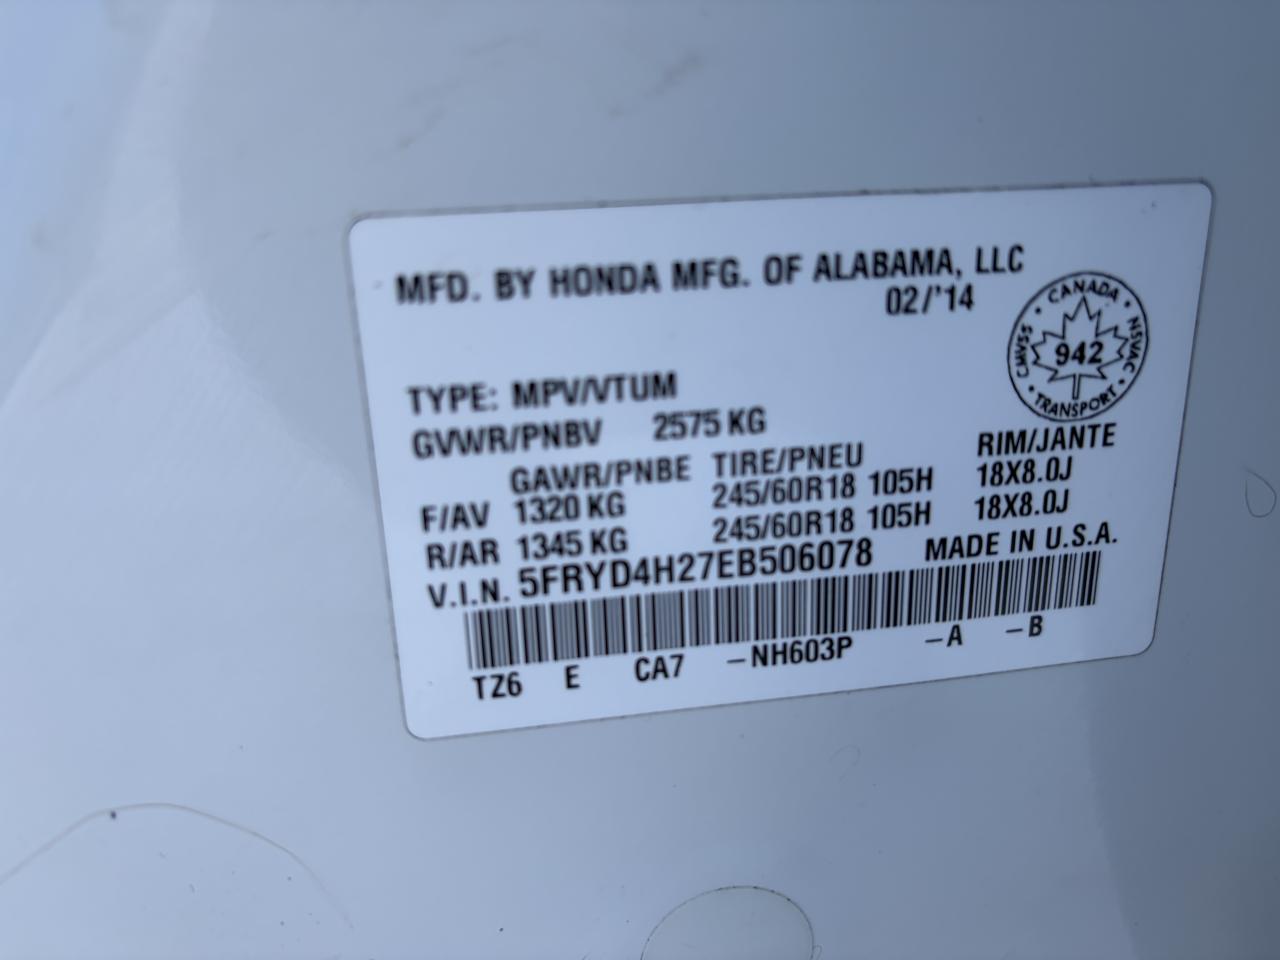 MFD. BY HONDA MFG. OF ALABAMA, LLC
02/'14
CANADA
CMVSS 942 NSVAC
TRANSPORT
TYPE: MPV/VTUM
GVWR/PNBV 2575 KG
GAWR/PNBE TIRE/PNEU RIM/JANTE
F/AV 1320 KG 245/60R18 105H 18X8.0J
R/AR 1345 KG 245/60R18 105H 18X8.0J
V.I.N. 5FRYD4H27EB506078 MADE IN U.S.A.
TZ6 E CA7 –NH603P –A –B